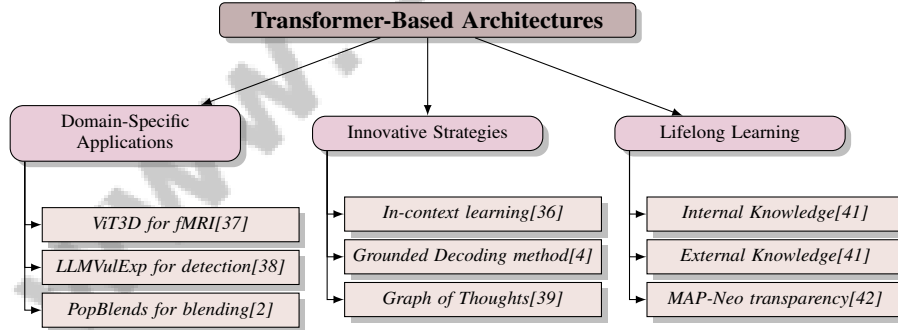 Transformer-Based Architectures
Domain-Specific
Applications
Innovative Strategies
Lifelong Learning
ViT3D for fMRI[37]
LLMVulExp for detection[38]
PopBlends for blending[2]
In-context learning[36]
Grounded Decoding method[4]
Graph of Thoughts[39]
Internal Knowledge[41]
External Knowledge[41]
MAP-Neo transparency[42]
www.